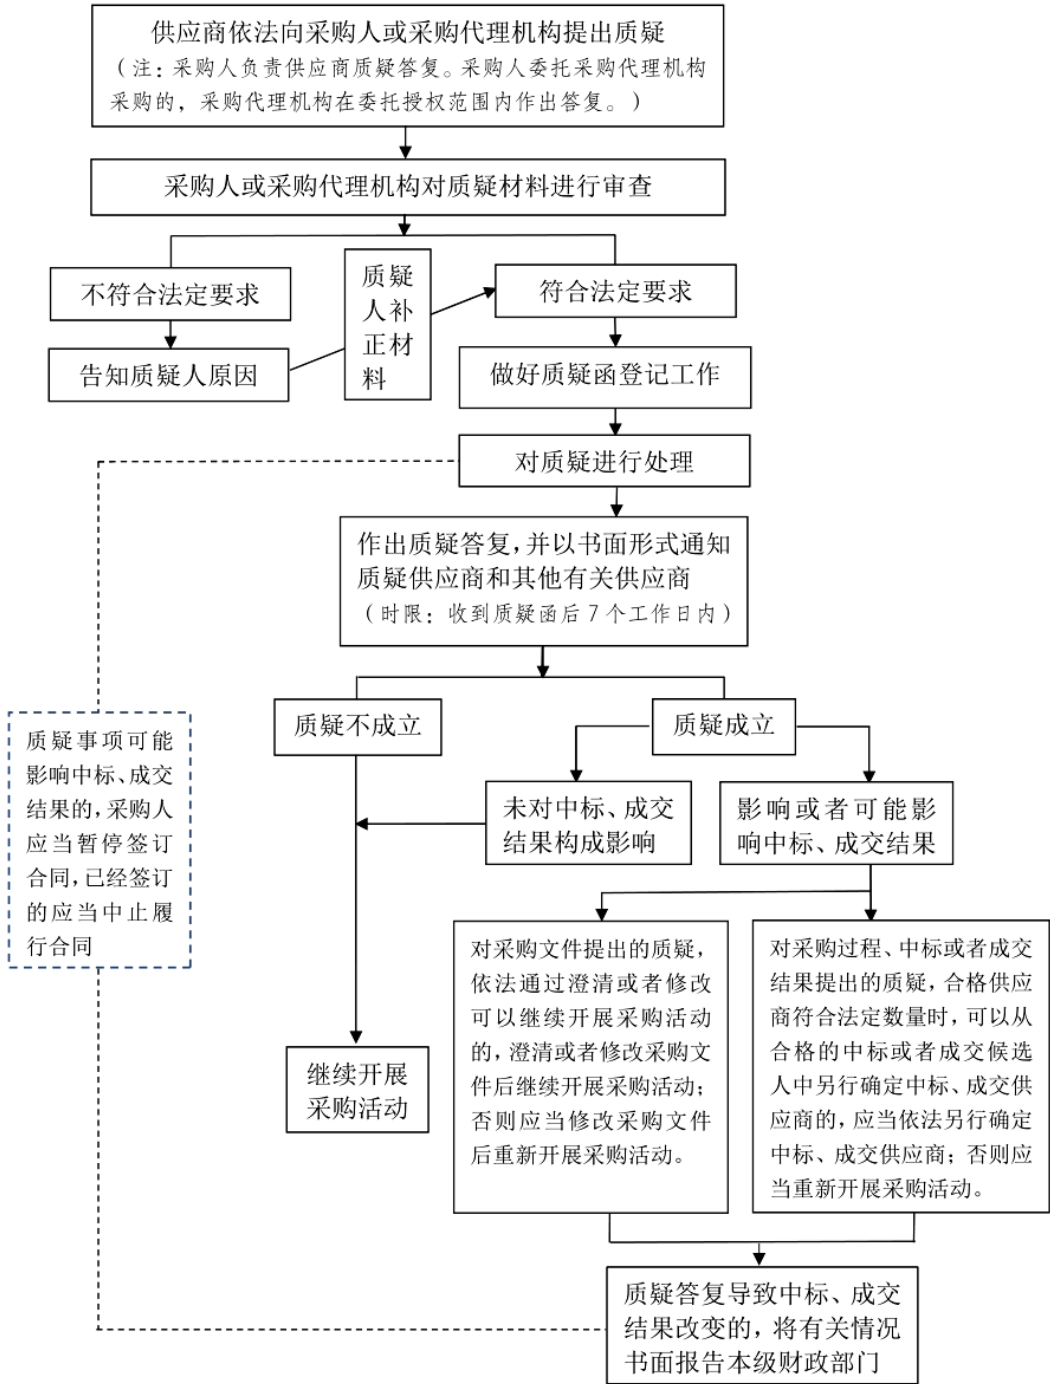 供应商依法向采购人或采购代理机构提出质疑
（注：采购人负责供应商质疑答复。采购人委托采购代理机构
采购的，采购代理机构在委托授权范围内作出答复。）
采购人或采购代理机构对质疑材料进行审查
不符合法定要求
告知质疑人原因
质疑
人补
正材
料
符合法定要求
做好质疑函登记工作
对质疑进行处理
作出质疑答复，并以书面形式通知
质疑供应商和其他有关供应商
（时限：收到质疑函后7个工作日内）
质疑事项可能
影响中标、成交
结果的，采购人
应当暂停签订
合同，已经签订
的应当中止履
行合同
质疑不成立
质疑成立
未对中标、成交
结果构成影响
影响或者可能影
响中标、成交结果
继续开展
采购活动
对采购文件提出的质疑，
依法通过澄清或者修改
可以继续开展采购活动
的，澄清或者修改采购文
件后继续开展采购活动；
否则应当修改采购文件
后重新开展采购活动。
对采购过程、中标或者成交
结果提出的质疑，合格供应
商符合法定数量时，可以从
合格的中标或者成交候选
人中另行确定中标、成交供
应商的，应当依法另行确定
中标、成交供应商；否则应
当重新开展采购活动。
质疑答复导致中标、成交
结果改变的，将有关情况
书面报告本级财政部门